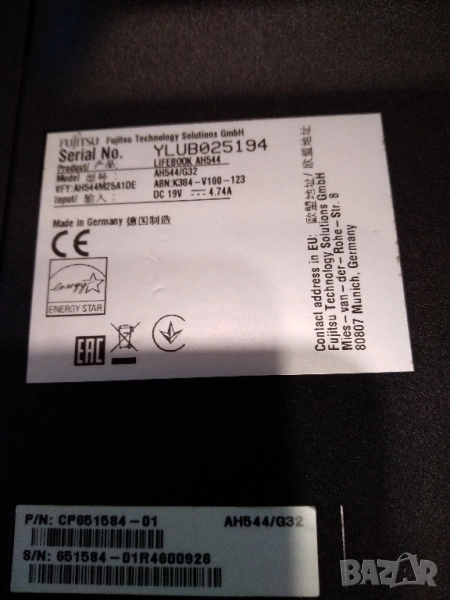 FUJITSU Fujitsu Technology Solutions GmbH
Serial No. YLUB025194
Product/ 产品: LIFEBOOK AH544
Model 型号: AH544/G32
VFY:AH544M25A1DE ABN:K384-V100-123
Input/ 输入: DC 19V 4.74A
Made in Germany 德国制造
CE
energy
ENERGY STAR
EAC
Contact address in EU: 欧盟地址/ 歐盟地址
Fujitsu Technology Solutions GmbH
Mies-van-der-Rohe-Str. 8
80807 Munich, Germany
P/N: CP651584-01 AH544/G32
S/N: 651584-01R4600926
BAZAR